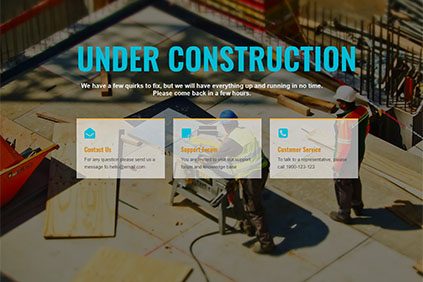 UNDER CONSTRUCTION
We have a few quirks to fix, but we will have everything up and running in no time.
Please come back in a few hours.
Contact Us
For any question please send us a
message to hello@email.com
Support Forum
You are invited to visit our support
forum and knowledge base
Customer Service
To talk to a representative, please
call 1900-123-123